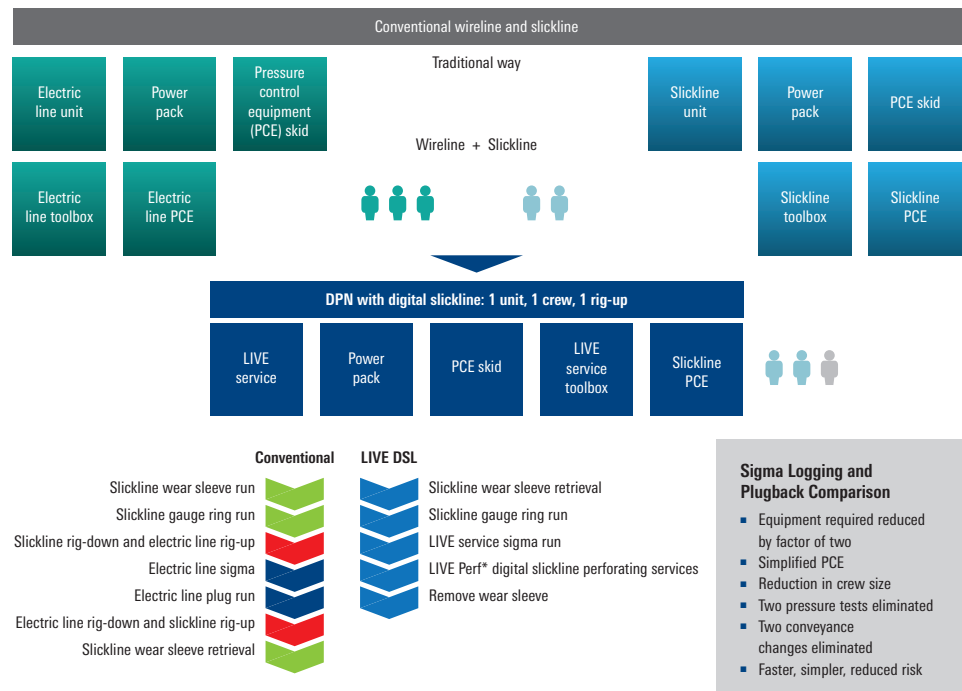 Conventional wireline and slickline
Traditional way
Electric
line unit
Power
pack
Pressure
control
equipment
(PCE) skid
Slickline
unit
Power
pack
PCE skid
Wireline + Slickline
Electric
line toolbox
Electric
line PCE
Slickline
toolbox
Slickline
PCE
DPN with digital slickline: 1 unit, 1 crew, 1 rig-up
LIVE
service
Power
pack
PCE skid
LIVE
service
toolbox
Slickline
PCE
Conventional
Slickline wear sleeve run
Slickline gauge ring run
Slickline rig-down and electric line rig-up
Electric line sigma
Electric line plug run
Electric line rig-down and slickline rig-up
Slickline wear sleeve retrieval
LIVE DSL
Slickline wear sleeve retrieval
Slickline gauge ring run
LIVE service sigma run
LIVE Perf* digital slickline perforating services
Remove wear sleeve
Sigma Logging and
Plugback Comparison
▪ Equipment required reduced
by factor of two
▪ Simplified PCE
▪ Reduction in crew size
▪ Two pressure tests eliminated
▪ Two conveyance
changes eliminated
▪ Faster, simpler, reduced risk